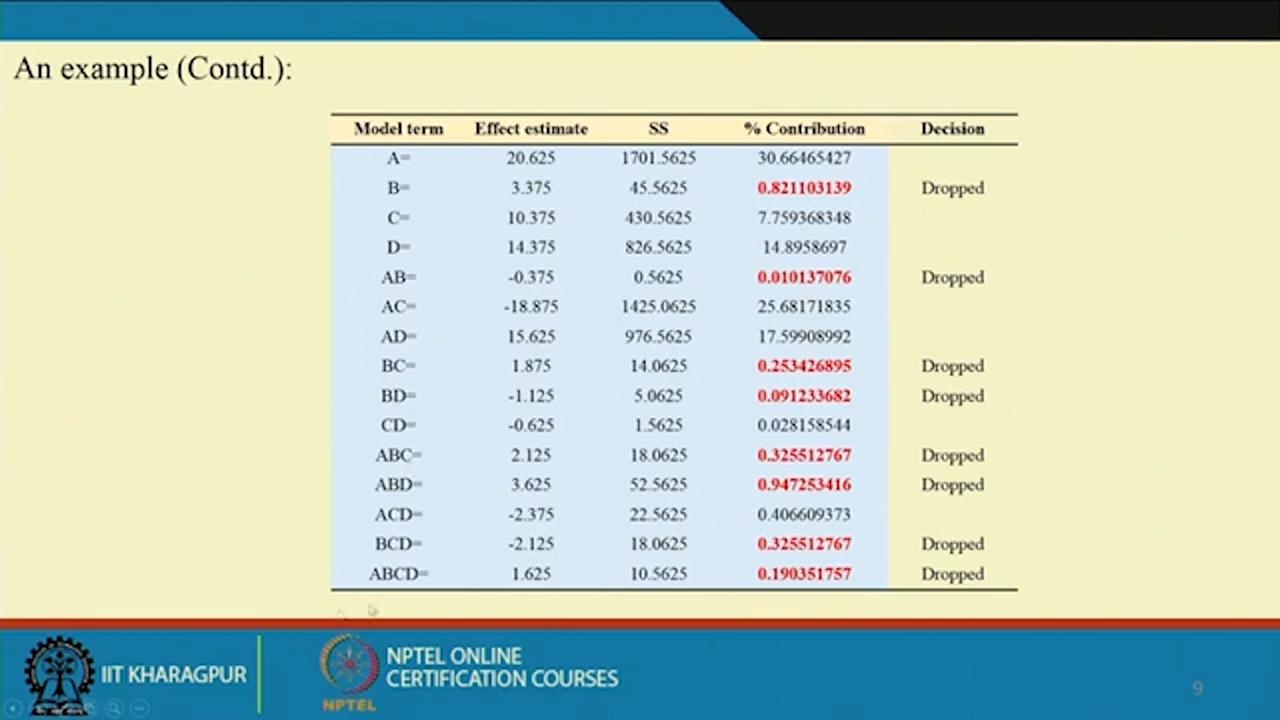 An example (Contd.):
Model term Effect estimate SS % Contribution Decision
A= 20.625 1701.5625 30.66465427
B= 3.375 45.5625 0.821103139 Dropped
C= 10.375 430.5625 7.759368348
D= 14.375 826.5625 14.8958697
AB= -0.375 0.5625 0.010137076 Dropped
AC= -18.875 1425.0625 25.68171835
AD= 15.625 976.5625 17.59908992
BC= 1.875 14.0625 0.253426895 Dropped
BD= -1.125 5.0625 0.091233682 Dropped
CD= -0.625 1.5625 0.028158544
ABC= 2.125 18.0625 0.325512767 Dropped
ABD= 3.625 52.5625 0.947253416 Dropped
ACD= -2.375 22.5625 0.406609373
BCD= -2.125 18.0625 0.325512767 Dropped
ABCD= 1.625 10.5625 0.190351757 Dropped
IIT KHARAGPUR
NPTEL
NPTEL ONLINE
CERTIFICATION COURSES
9